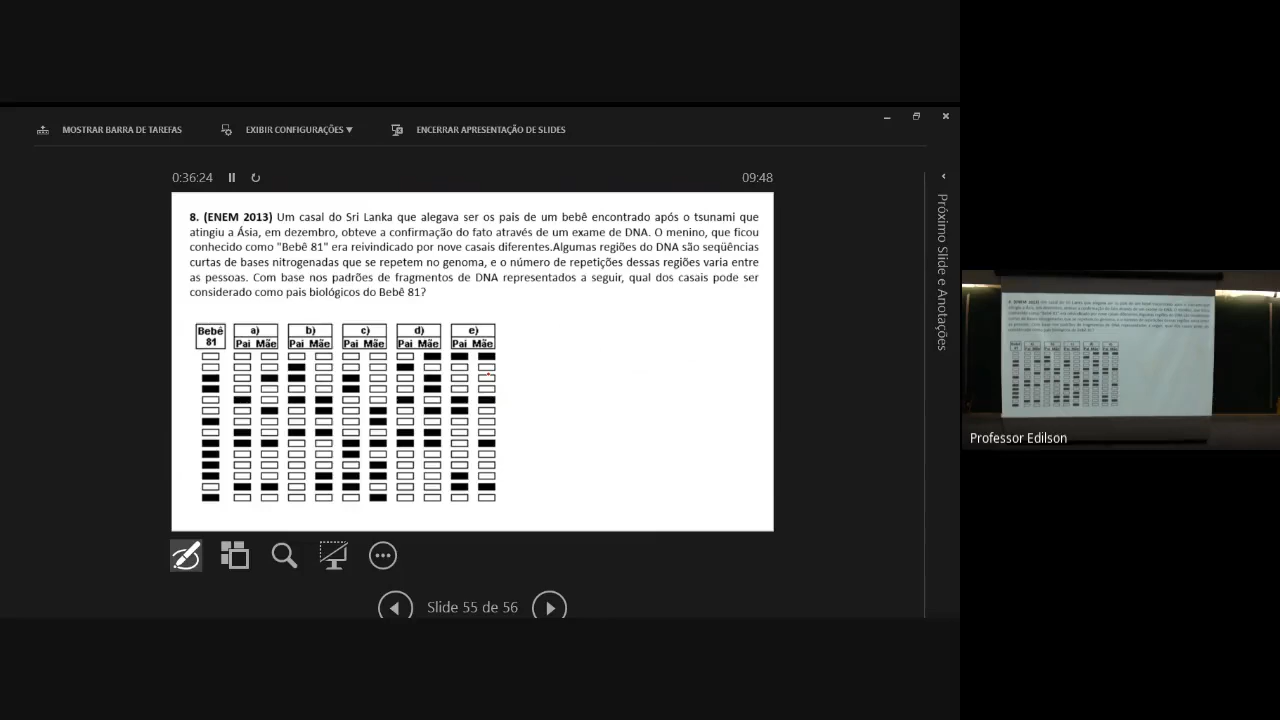 MOSTRAR BARRA DE TAREFAS
EXIBIR CONFIGURAÇÕES ▾
ENCERRAR APRESENTAÇÃO DE SLIDES
0:36:24
09:48
8. (ENEM 2013) Um casal do Sri Lanka que alegava ser os pais de um bebê encontrado após o tsunami que
atingiu a Ásia, em dezembro, obteve a confirmação do fato através de um exame de DNA. O menino, que ficou
conhecido como "Bebê 81" era reivindicado por nove casais diferentes.Algumas regiões do DNA são seqüências
curtas de bases nitrogenadas que se repetem no genoma, e o número de repetições dessas regiões varia entre
as pessoas. Com base nos padrões de fragmentos de DNA representados a seguir, qual dos casais pode ser
considerado como pais biológicos do Bebê 81?
Bebê 81
a) b) c) d) e)
Pai Mãe Pai Mãe Pai Mãe Pai Mãe Pai Mãe
Slide 55 de 56
Próximo Slide e Anotações
Professor Edilson